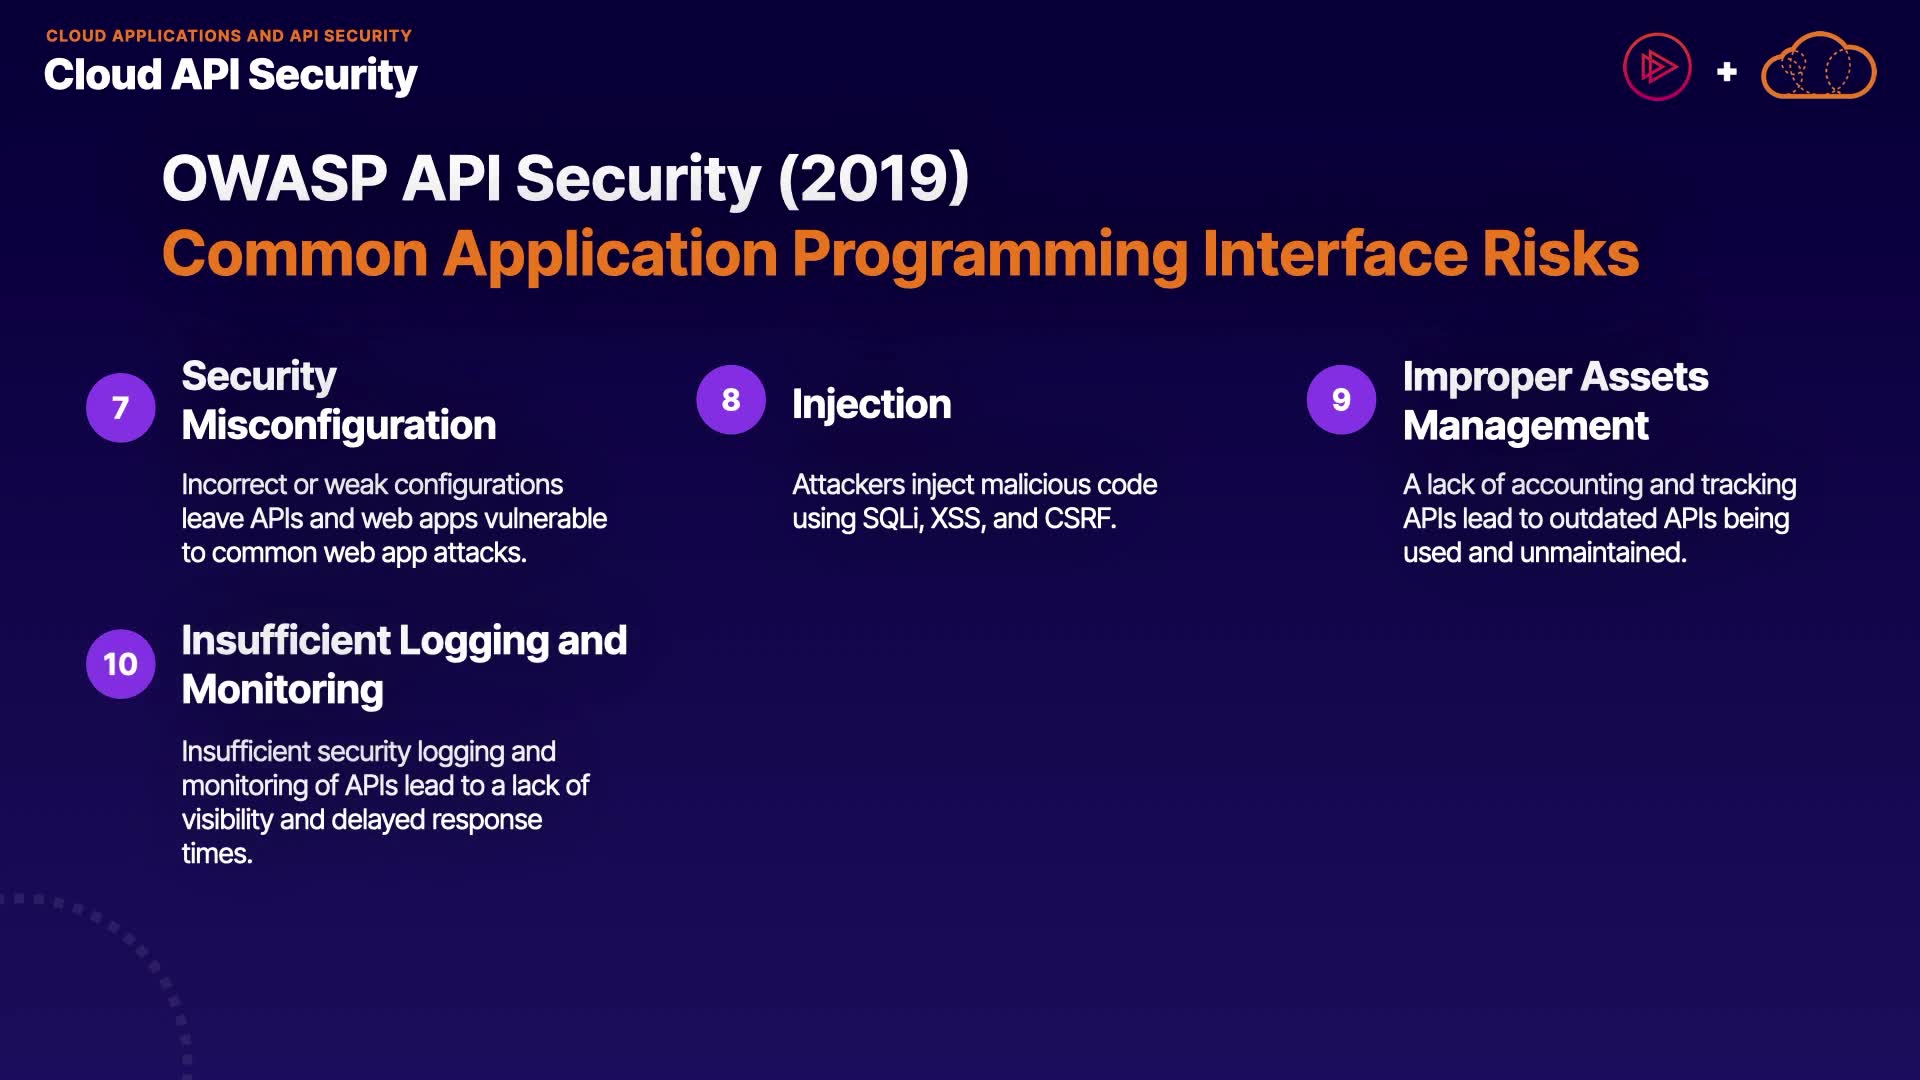 CLOUD APPLICATIONS AND API SECURITY
Cloud API Security
+
OWASP API Security (2019)
Common Application Programming Interface Risks
7
Security
Misconfiguration
Incorrect or weak configurations
leave APIs and web apps vulnerable
to common web app attacks.
8
Injection
Attackers inject malicious code
using SQLi, XSS, and CSRF.
9
Improper Assets
Management
A lack of accounting and tracking
APIs lead to outdated APIs being
used and unmaintained.
10
Insufficient Logging and
Monitoring
Insufficient security logging and
monitoring of APIs lead to a lack of
visibility and delayed response
times.